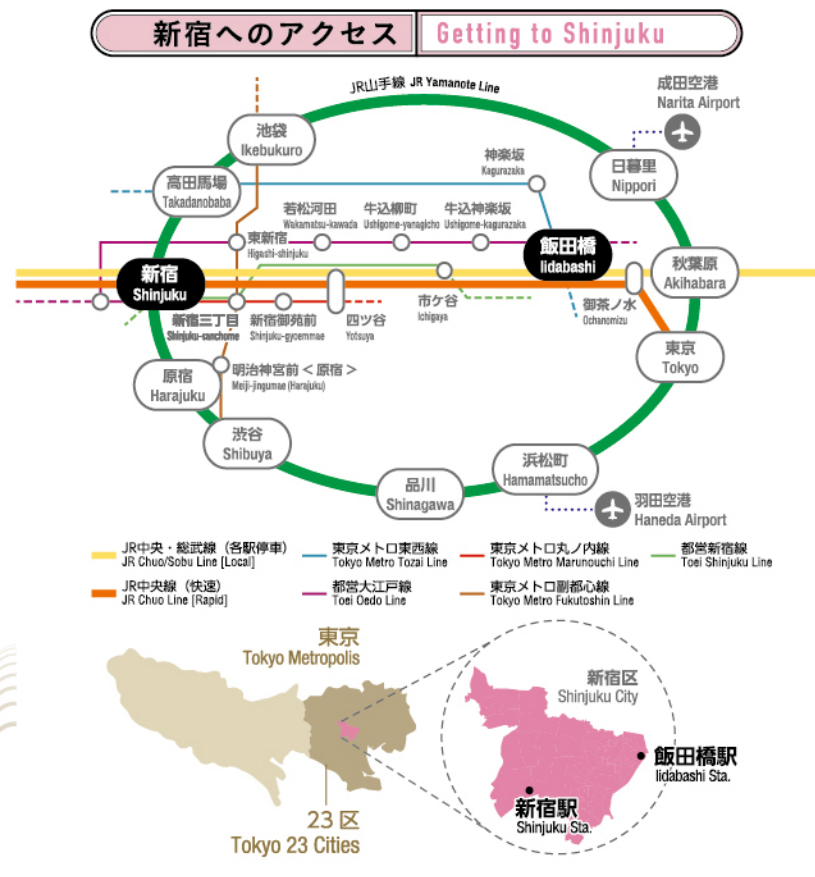 新宿へのアクセス
Getting to Shinjuku
JR山手線 JR Yamanote Line
成田空港
Narita Airport
池袋
Ikebukuro
神楽坂
Kagurazaka
日暮里
Nippori
高田馬場
Takadanobaba
若松河田
Wakamatsu-kawada
牛込柳町
Ushigome-yanagicho
牛込神楽坂
Ushigome-kagurazaka
東新宿
Higashi-shinjuku
飯田橋
Iidabashi
新宿
Shinjuku
秋葉原
Akihabara
市ケ谷
Ichigaya
御茶ノ水
Ochanomizu
新宿三丁目
Shinjuku-sanchome
新宿御苑前
Shinjuku-gyoemmae
四ツ谷
Yotsuya
東京
Tokyo
明治神宮前<原宿>
Meiji-jingumae (Harajuku)
原宿
Harajuku
渋谷
Shibuya
浜松町
Hamamatsucho
品川
Shinagawa
羽田空港
Haneda Airport
JR中央・総武線(各駅停車)
JR Chuo/Sobu Line [Local]
東京メトロ東西線
Tokyo Metro Tozai Line
東京メトロ丸ノ内線
Tokyo Metro Marunouchi Line
都営新宿線
Toei Shinjuku Line
JR中央線(快速)
JR Chuo Line [Rapid]
都営大江戸線
Toei Oedo Line
東京メトロ副都心線
Tokyo Metro Fukutoshin Line
東京
Tokyo Metropolis
新宿区
Shinjuku City
飯田橋駅
Iidabashi Sta.
新宿駅
Shinjuku Sta.
23区
Tokyo 23 Cities